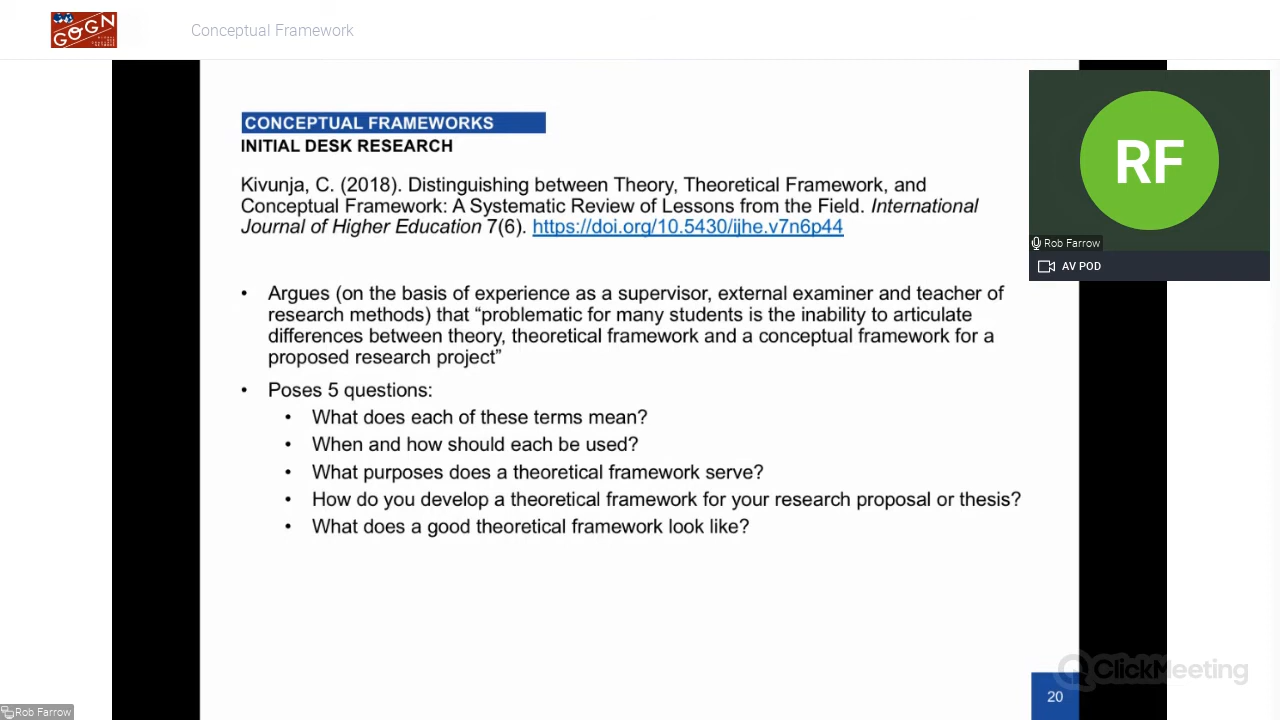 GO-GN
Conceptual Framework
CONCEPTUAL FRAMEWORKS
INITIAL DESK RESEARCH
Kivunja, C. (2018). Distinguishing between Theory, Theoretical Framework, and
Conceptual Framework: A Systematic Review of Lessons from the Field. International
Journal of Higher Education 7(6). https://doi.org/10.5430/ijhe.v7n6p44
• Argues (on the basis of experience as a supervisor, external examiner and teacher of
research methods) that “problematic for many students is the inability to articulate
differences between theory, theoretical framework and a conceptual framework for a
proposed research project”
• Poses 5 questions:
• What does each of these terms mean?
• When and how should each be used?
• What purposes does a theoretical framework serve?
• How do you develop a theoretical framework for your research proposal or thesis?
• What does a good theoretical framework look like?
RF
Rob Farrow
AV POD
ClickMeeting
20
Rob Farrow